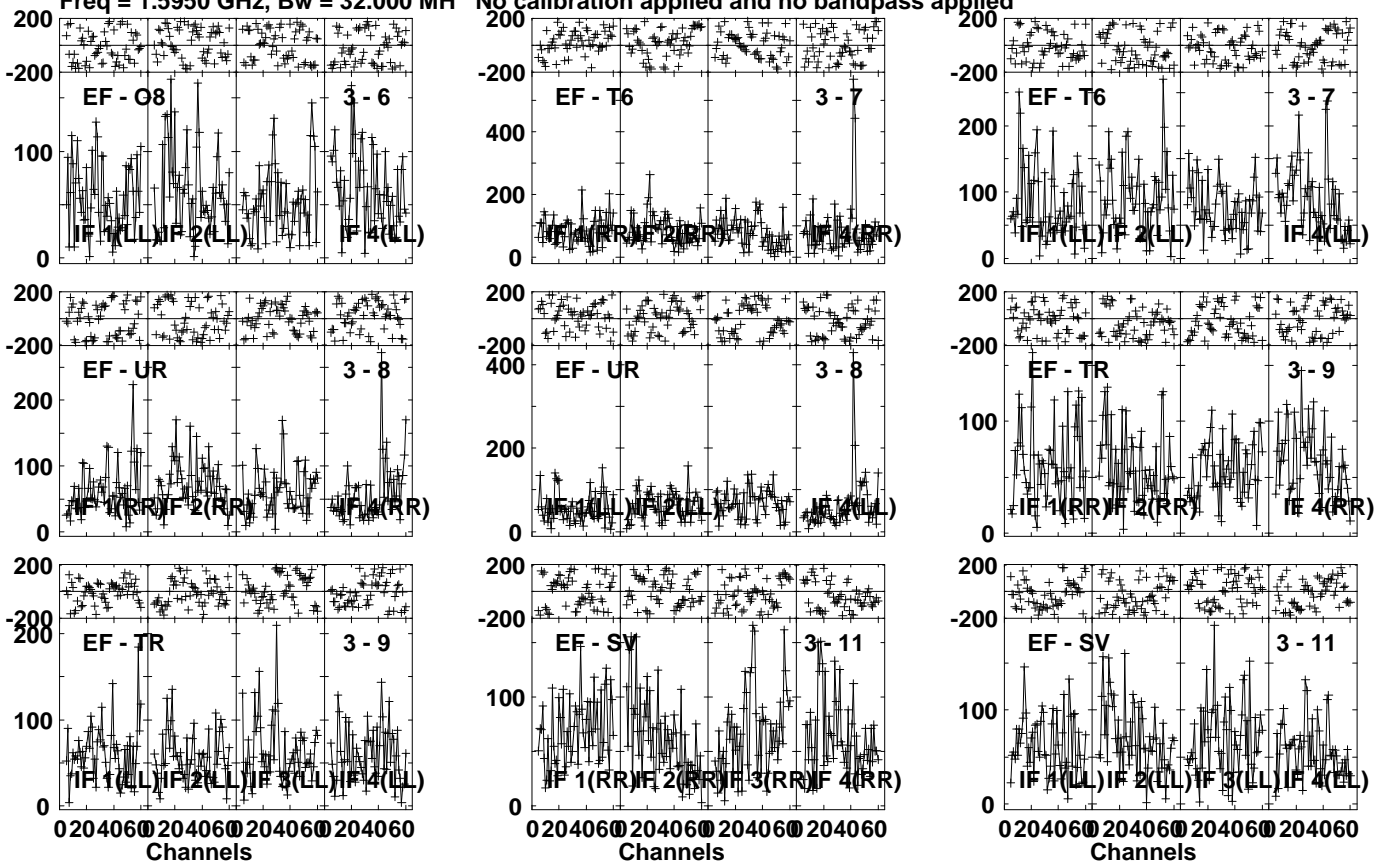 Freq = 1.5950 GHz, Bw = 32.000 MH No calibration applied and no bandpass applied
200 200 200
-200 -200 -200
EF - O8 3 - 6 EF - T6 3 - 7 EF - T6 3 - 7
100 400 200
200 100
0 0 0
IF 1(LL) IF 2(LL) IF 4(LL) IF 1(RR) IF 2(RR) IF 4(RR) IF 1(LL) IF 2(LL) IF 4(LL)
200 200 200
-200 -200 -200
EF - UR 3 - 8 EF - UR 3 - 8 EF - TR 3 - 9
200 400 100
100 200
0 0 0
IF 1(RR) IF 2(RR) IF 4(RR) IF 1(LL) IF 2(LL) IF 4(LL) IF 1(RR) IF 2(RR) IF 4(RR)
200 200 200
-200 -200 -200
200
EF - TR 3 - 9 EF - SV 3 - 11 EF - SV 3 - 11
100 100 100
0 0 0
IF 1(LL) IF 2(LL) IF 3(LL) IF 4(LL) IF 1(RR) IF 2(RR) IF 3(RR) IF 4(RR) IF 1(LL) IF 2(LL) IF 3(LL) IF 4(LL)
0 20 40 60 0 20 40 60 0 20 40 60 0 20 40 60 0 20 40 60 0 20 40 60 0 20 40 60 0 20 40 60 0 20 40 60 0 20 40 60 0 20 40 60 0 20 40 60
Channels Channels Channels